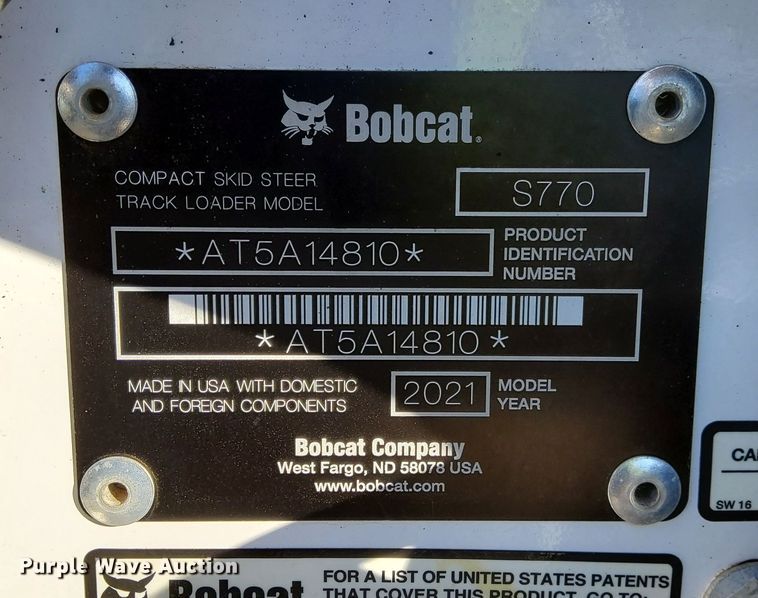 Bobcat.
COMPACT SKID STEER
TRACK LOADER MODEL
S770
*AT5A14810*
PRODUCT
IDENTIFICATION
NUMBER
*AT5A14810*
MADE IN USA WITH DOMESTIC
AND FOREIGN COMPONENTS
2021
MODEL
YEAR
Bobcat Company
West Fargo, ND 58078 USA
www.bobcat.com
SW 16
Purple Wave Auction
Bobcat
FOR A LIST OF UNITED STATES PATENTS
THAT COVER THIS PRODUCT, GO TO: